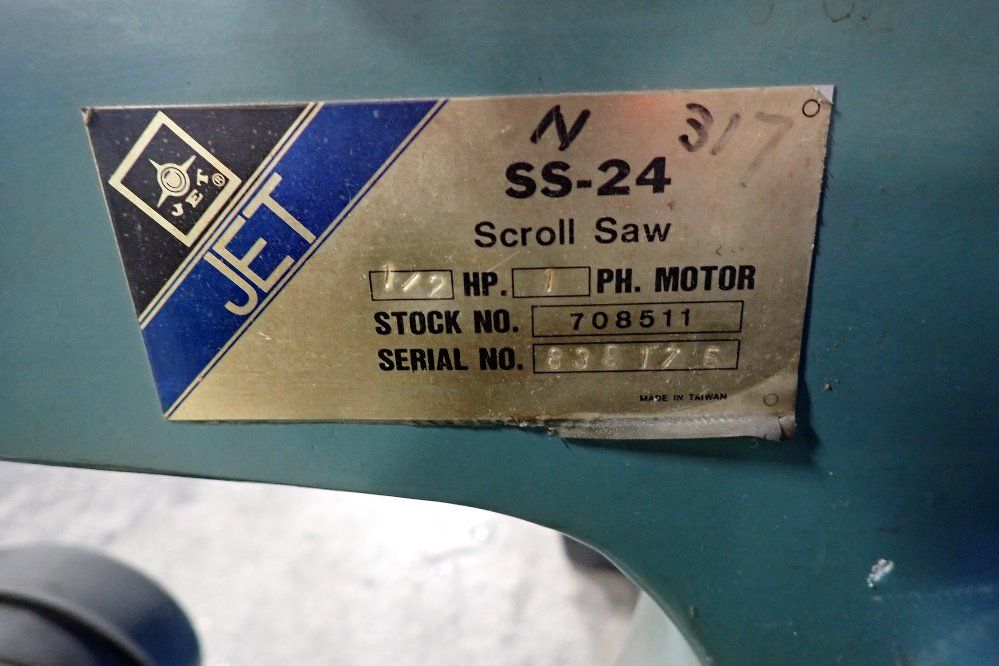 JET®
JET
N 317
SS-24
Scroll Saw
1/2 HP. 1 PH. MOTOR
STOCK NO. 708511
SERIAL NO.
MADE IN TAIWAN